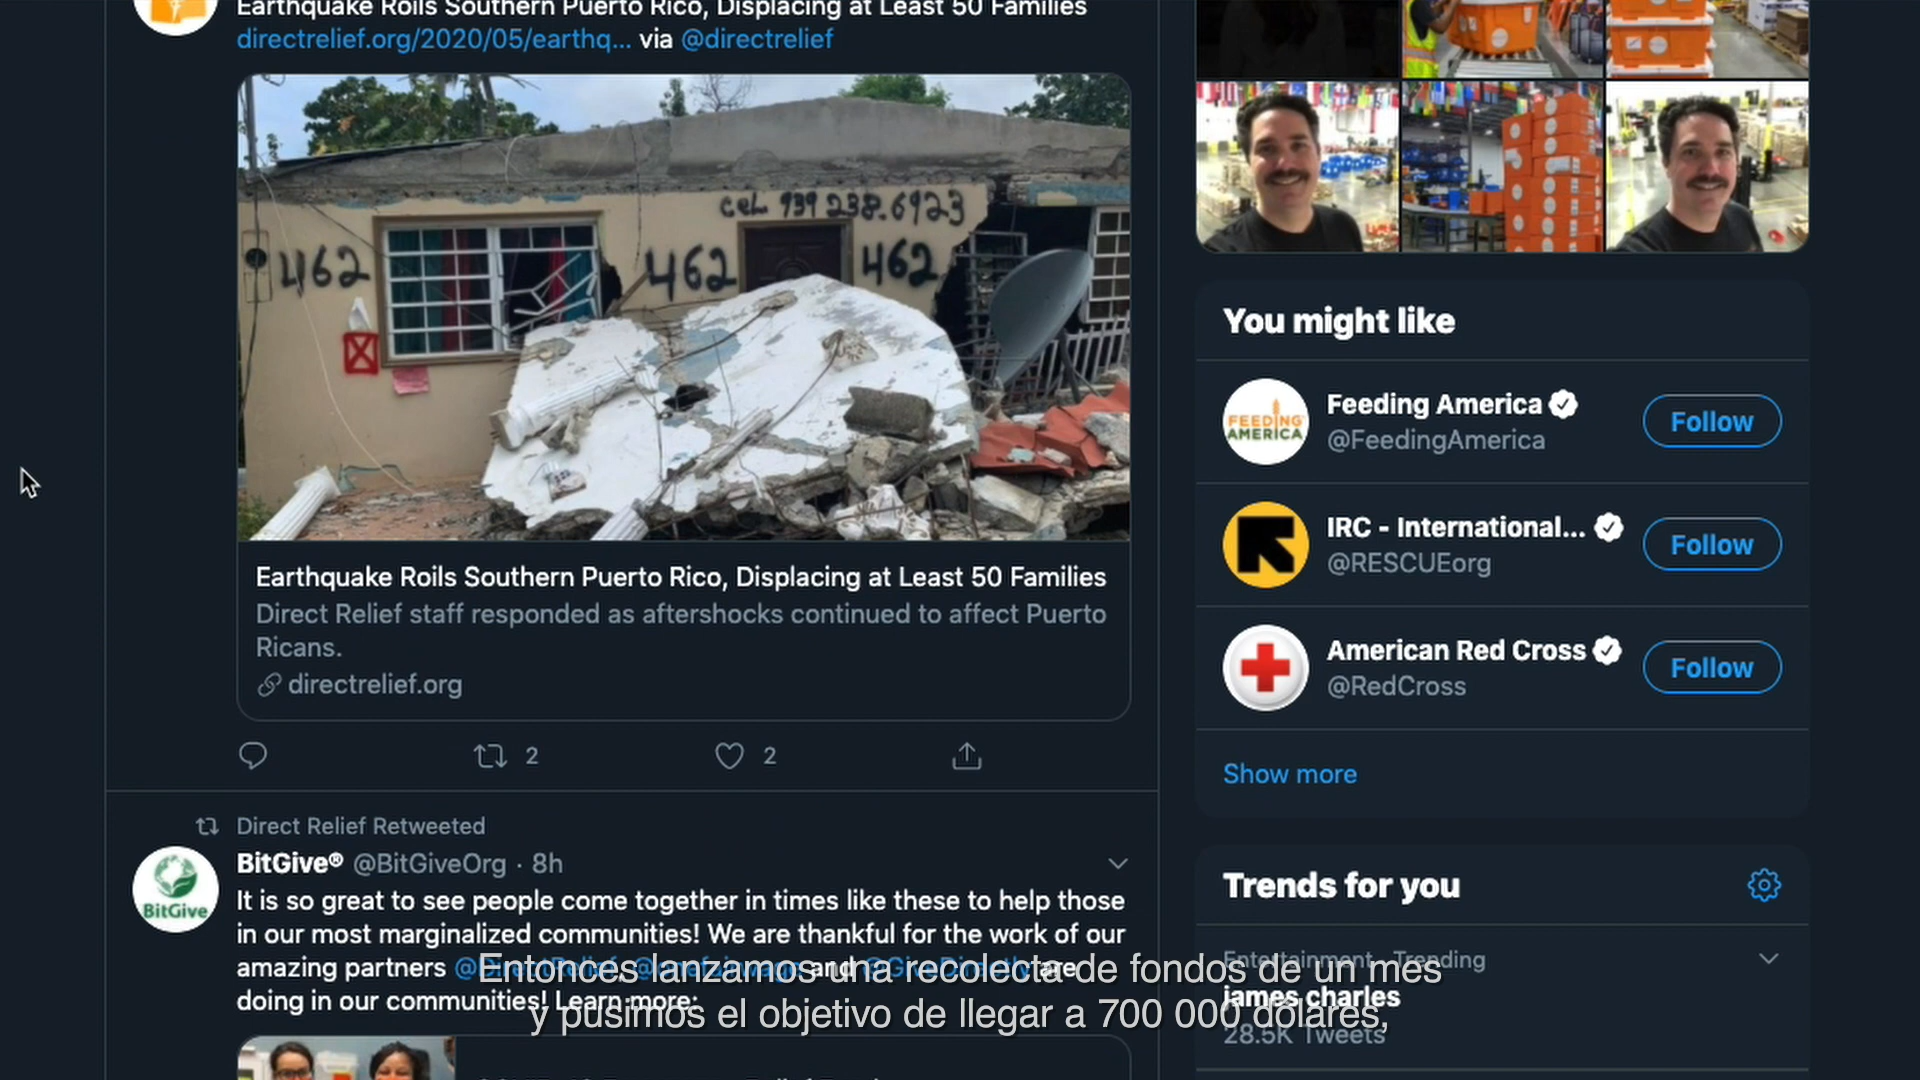 Earthquake Roils Southern Puerto Rico, Displacing at Least 50 Families
directrelief.org/2020/05/earthq... via @directrelief
CEL 939 238.6923
462 462 462
Earthquake Roils Southern Puerto Rico, Displacing at Least 50 Families
Direct Relief staff responded as aftershocks continued to affect Puerto
Ricans.
directrelief.org
2 2
Direct Relief Retweeted
BitGive® @BitGiveOrg · 8h
BitGive
It is so great to see people come together in times like these to help those
in our most marginalized communities! We are thankful for the work of our
amazing partners and are
doing in our communities! Learn more:
You might like
FEEDING AMERICA
Feeding America
@FeedingAmerica
Follow
IRC - International...
@RESCUEorg
Follow
American Red Cross
@RedCross
Follow
Show more
Trends for you
Entertainment · Trending
james charles
28.5K Tweets
Entonces lanzamos una recolecta de fondos de un mes
y pusimos el objetivo de llegar a 700 000 dólares,